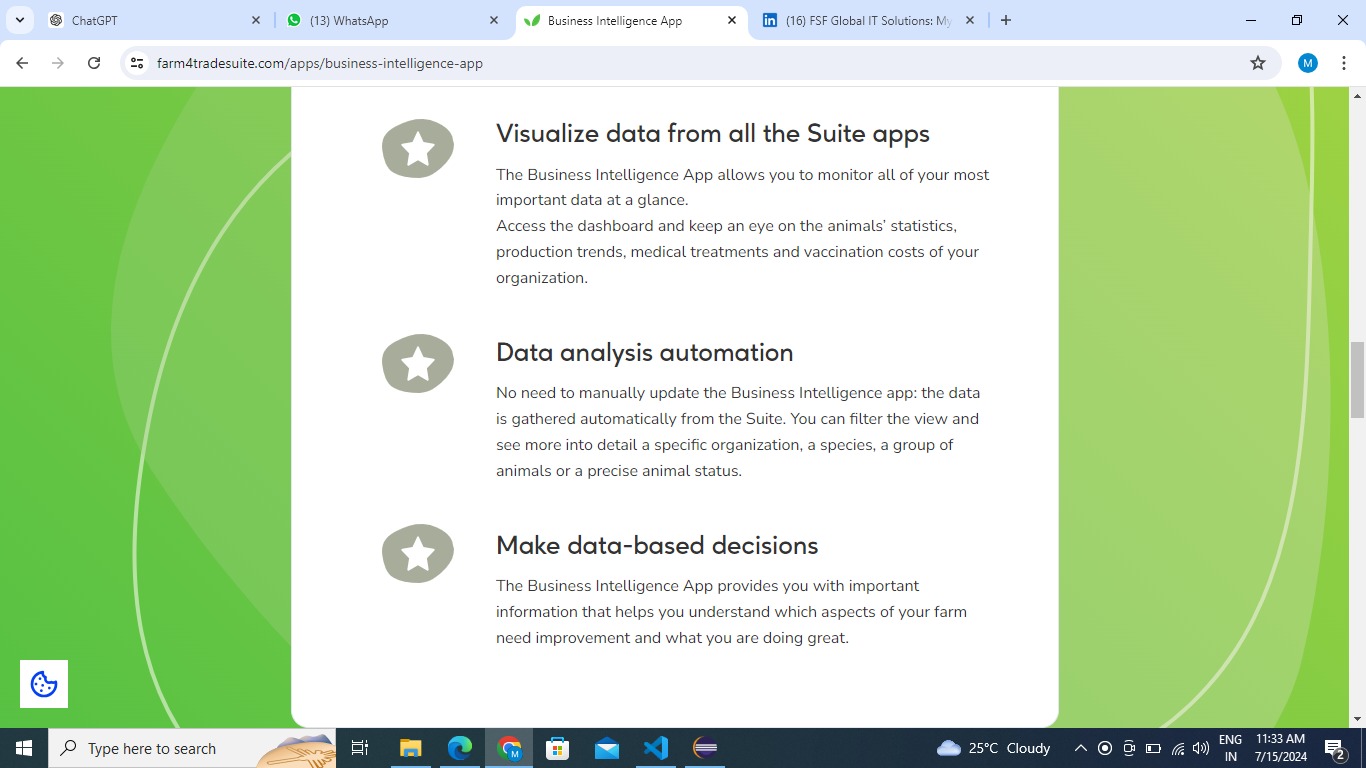 ChatGPT
(13) WhatsApp
Business Intelligence App
(16) FSF Global IT Solutions: My
farm4tradesuite.com/apps/business-intelligence-app
M
Visualize data from all the Suite apps
The Business Intelligence App allows you to monitor all of your most
important data at a glance.
Access the dashboard and keep an eye on the animals’ statistics,
production trends, medical treatments and vaccination costs of your
organization.
Data analysis automation
No need to manually update the Business Intelligence app: the data
is gathered automatically from the Suite. You can filter the view and
see more into detail a specific organization, a species, a group of
animals or a precise animal status.
Make data-based decisions
The Business Intelligence App provides you with important
information that helps you understand which aspects of your farm
need improvement and what you are doing great.
Type here to search
M
25°C Cloudy
ENG
IN
11:33 AM
7/15/2024
2